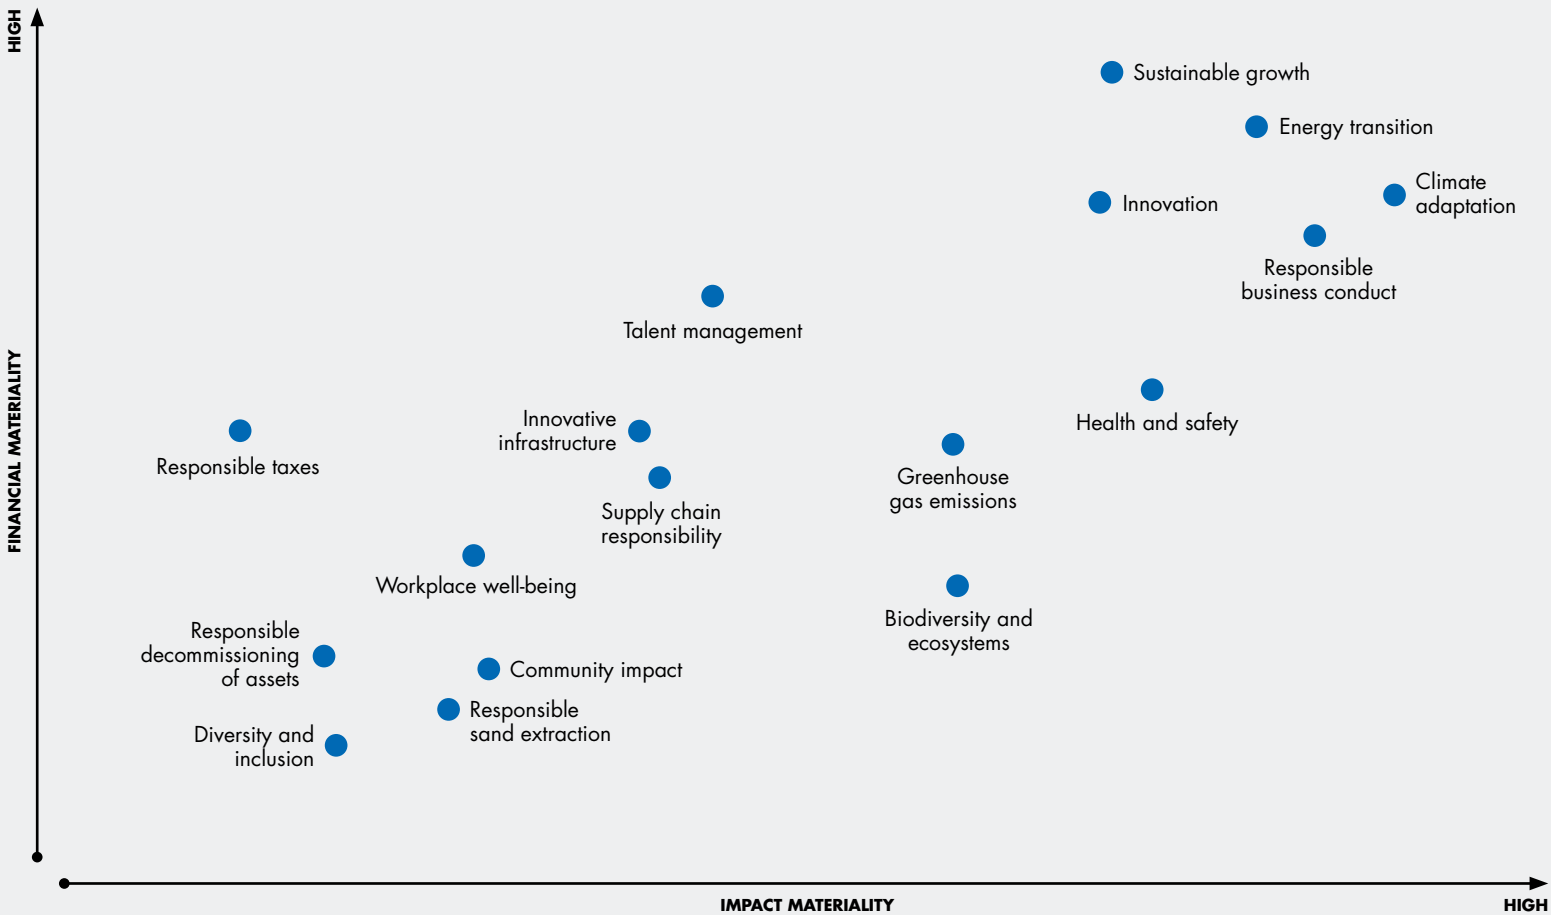 HIGH
Sustainable growth
Energy transition
Climate
adaptation
Innovation
Responsible
business conduct
Talent management
FINANCIAL MATERIALITY
Health and safety
Innovative
infrastructure
Responsible taxes
Greenhouse
gas emissions
Supply chain
responsibility
Workplace well-being
Biodiversity and
ecosystems
Responsible
decommissioning
of assets
Community impact
Responsible
sand extraction
Diversity and
inclusion
IMPACT MATERIALITY
HIGH